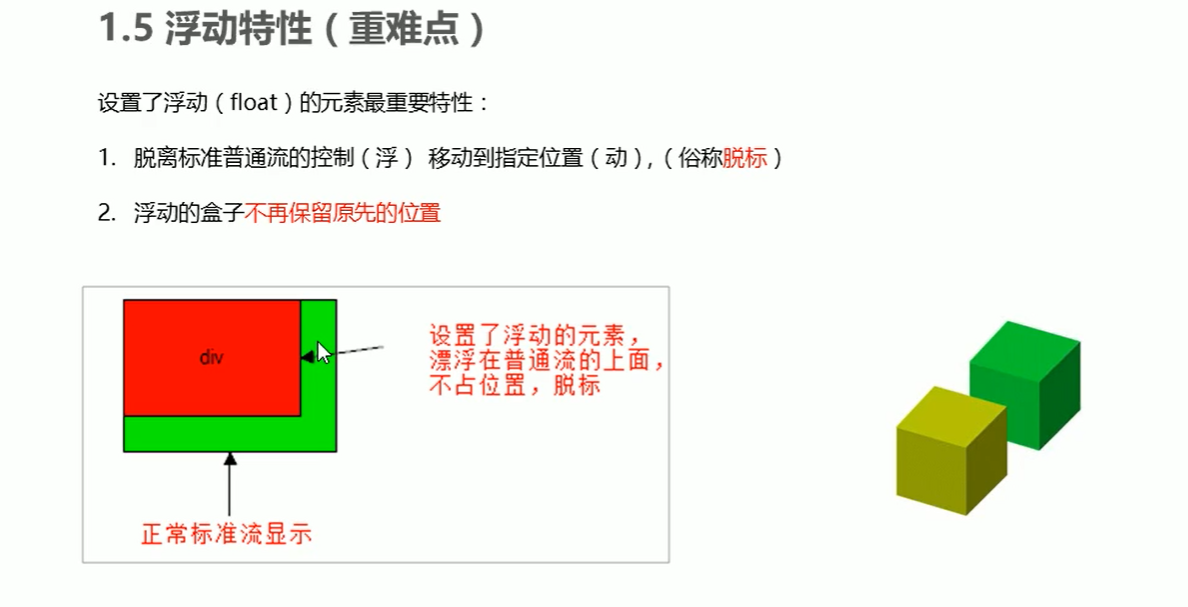 1.5 浮动特性（重难点）
设置了浮动（float）的元素最重要特性：
1. 脱离标准普通流的控制（浮） 移动到指定位置（动），（俗称脱标）
2. 浮动的盒子不再保留原先的位置
div
设置了浮动的元素，
漂浮在普通流的上面，
不占位置，脱标
正常标准流显示